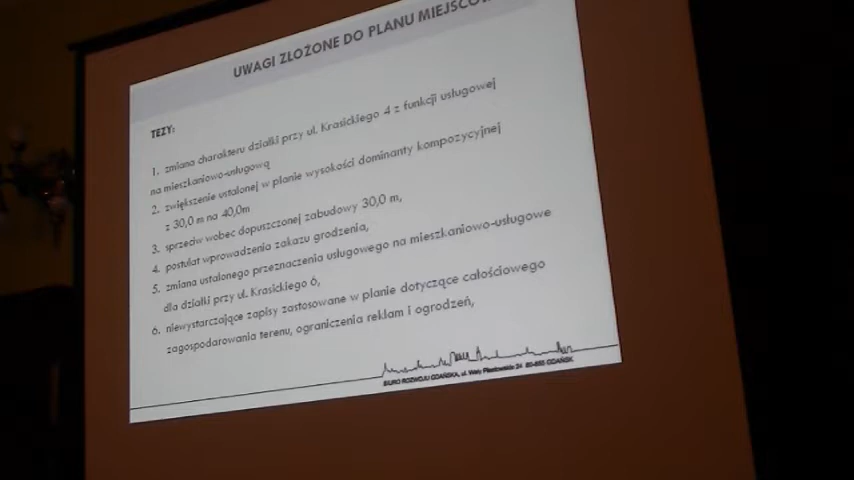 UWAGI ZŁOŻONE DO PLANU
TEZY:
1. zmiana charakteru działki przy ul. Krasickiego 4 z funkcji usługowej
na mieszkaniowo-usługową
2. zwiększenie ustalonej w planie wysokości dominanty kompozycyjnej
z 30,0 m na 40,0m
3. sprzeciw wobec dopuszczonej zabudowy 30,0 m,
4. postulat wprowadzenia zakazu grodzenia,
5. zmiana ustalonego przeznaczenia usługowego na mieszkaniowo-usługowe
dla działki przy ul. Krasickiego 6,
6. niewystarczające zapisy zastosowane w planie dotyczące całościowego
zagospodarowania terenu, ograniczenia reklam i ogrodzeń,
BIURO ROZWOJU GDAŃSKA, ul. Wały Piastowskie 24 GDAŃSK